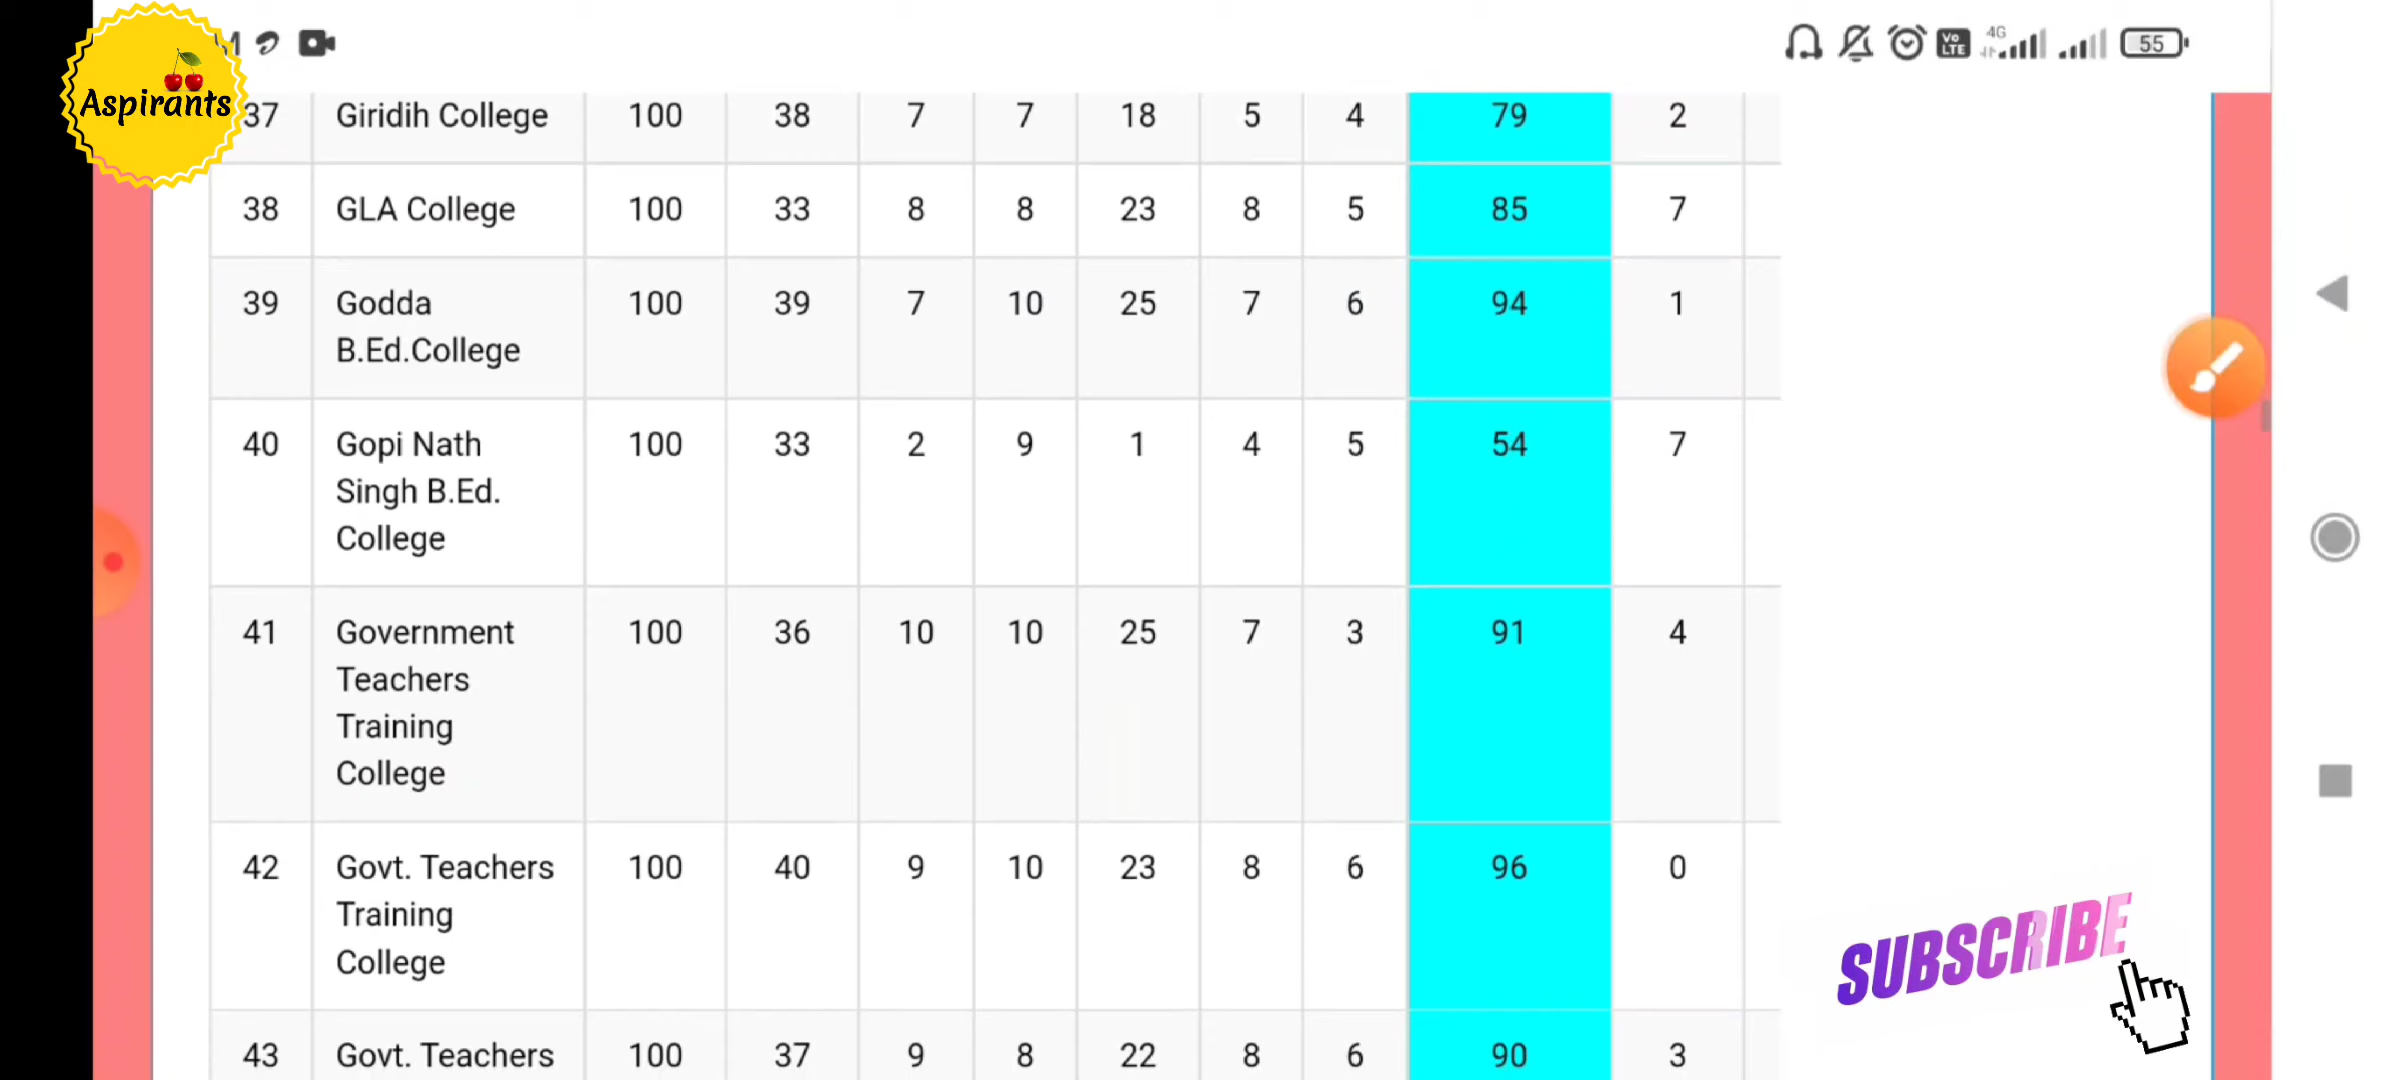 Aspirants
Vo LTE
4G
55
37 Giridih College 100 38 7 7 18 5 4 79 2
38 GLA College 100 33 8 8 23 8 5 85 7
39 Godda 100 39 7 10 25 7 6 94 1
B.Ed.College
40 Gopi Nath 100 33 2 9 1 4 5 54 7
Singh B.Ed.
College
41 Government 100 36 10 10 25 7 3 91 4
Teachers
Training
College
42 Govt. Teachers 100 40 9 10 23 8 6 96 0
Training
College
43 Govt. Teachers 100 37 9 8 22 8 6 90 3
SUBSCRIBE